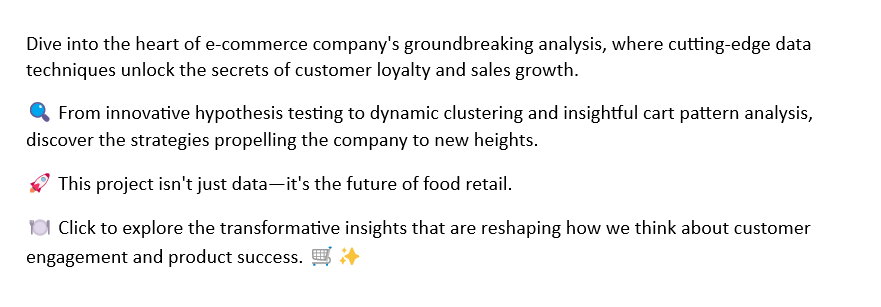 Dive into the heart of e-commerce company's groundbreaking analysis, where cutting-edge data
techniques unlock the secrets of customer loyalty and sales growth.
🔍 From innovative hypothesis testing to dynamic clustering and insightful cart pattern analysis,
discover the strategies propelling the company to new heights.
🚀 This project isn't just data—it's the future of food retail.
🍽️ Click to explore the transformative insights that are reshaping how we think about customer
engagement and product success. 🛒 ✨